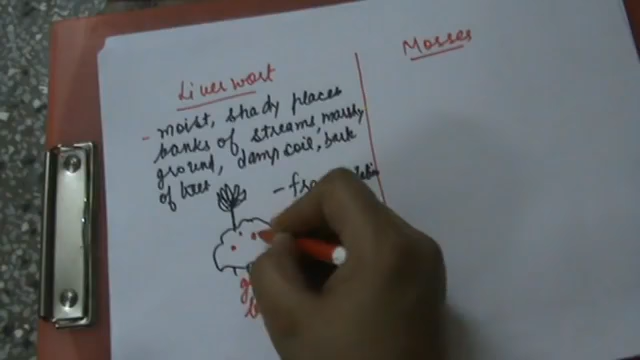 Liverwort
- moist, shady places
banks of streams, marshy
ground, damp soil, bark
of trees
Mosses